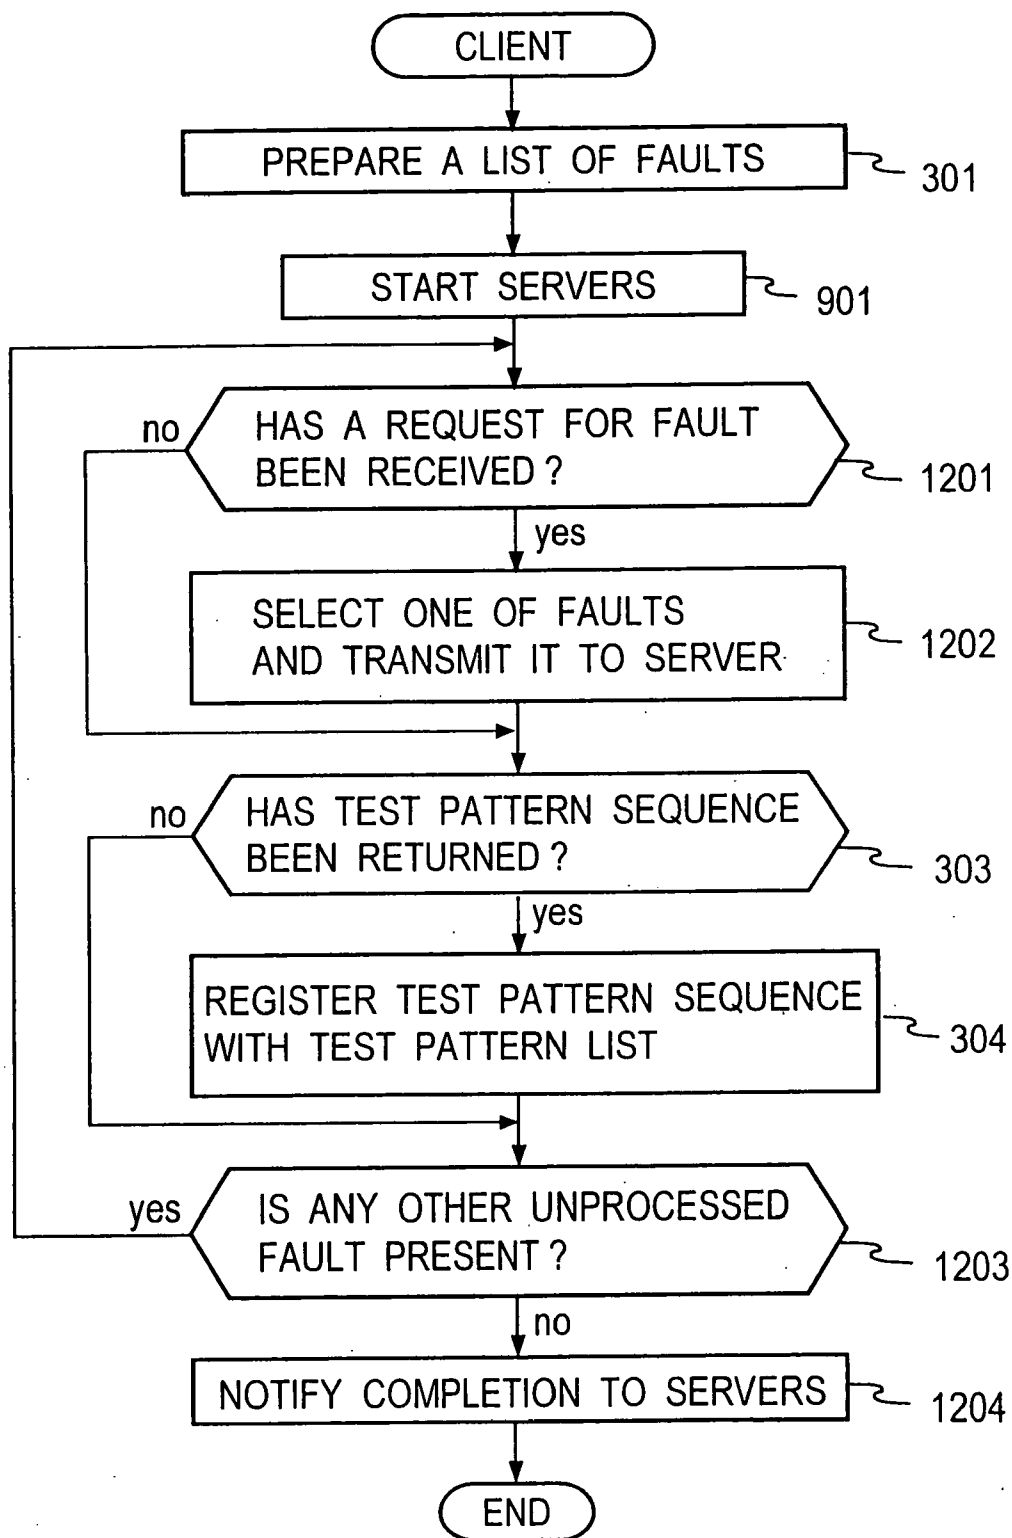 CLIENT
PREPARE A LIST OF FAULTS
301
START SERVERS
901
no
HAS A REQUEST FOR FAULT
BEEN RECEIVED ?
1201
yes
SELECT ONE OF FAULTS
AND TRANSMIT IT TO SERVER
1202
no
HAS TEST PATTERN SEQUENCE
BEEN RETURNED ?
303
yes
REGISTER TEST PATTERN SEQUENCE
WITH TEST PATTERN LIST
304
yes
IS ANY OTHER UNPROCESSED
FAULT PRESENT ?
1203
no
NOTIFY COMPLETION TO SERVERS
1204
END